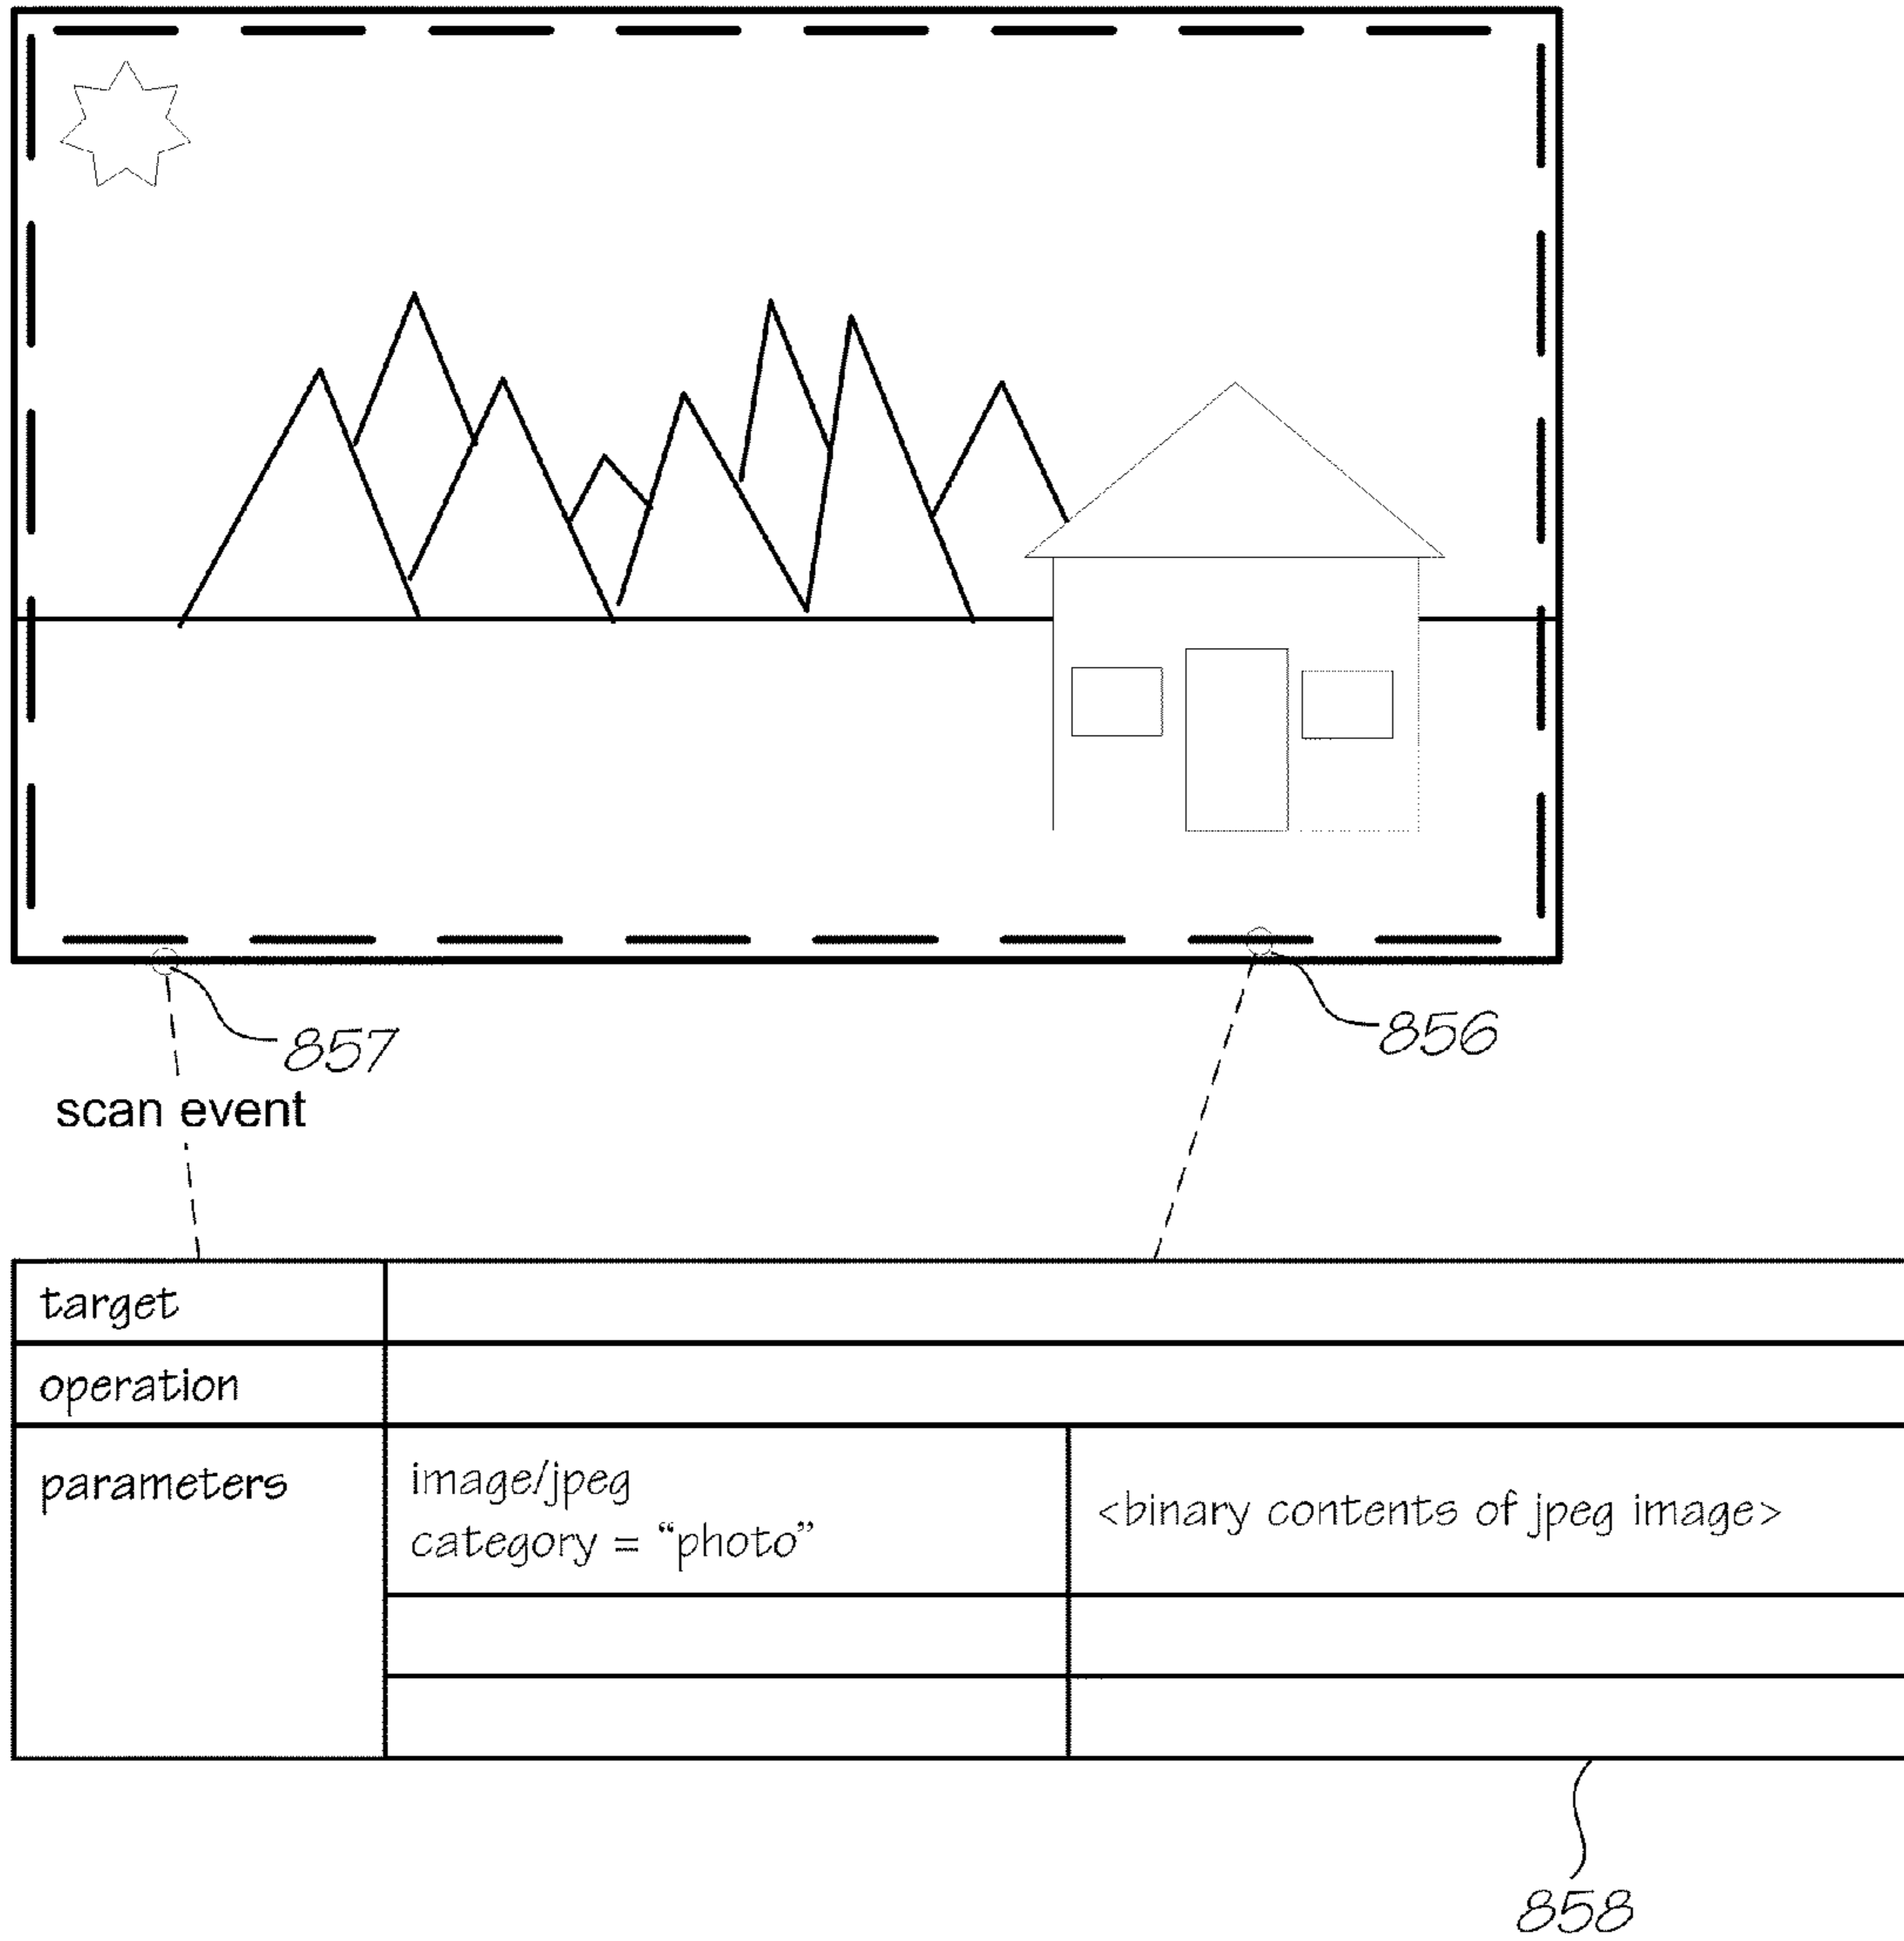 857
856
scan event
target
operation
parameters
image/jpeg
category = “photo”
<binary contents of jpeg image>
858